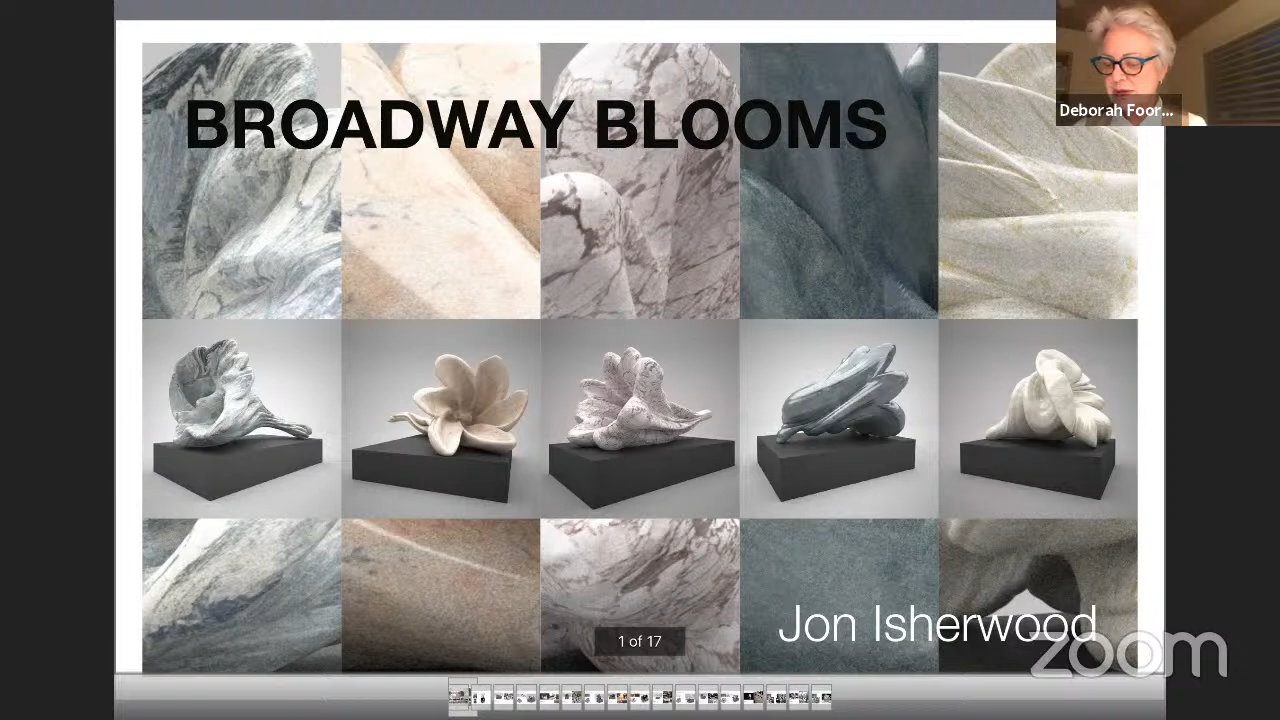 BROADWAY BLOOMS
Deborah Foor...
Jon Isherwood
1 of 17
zoom